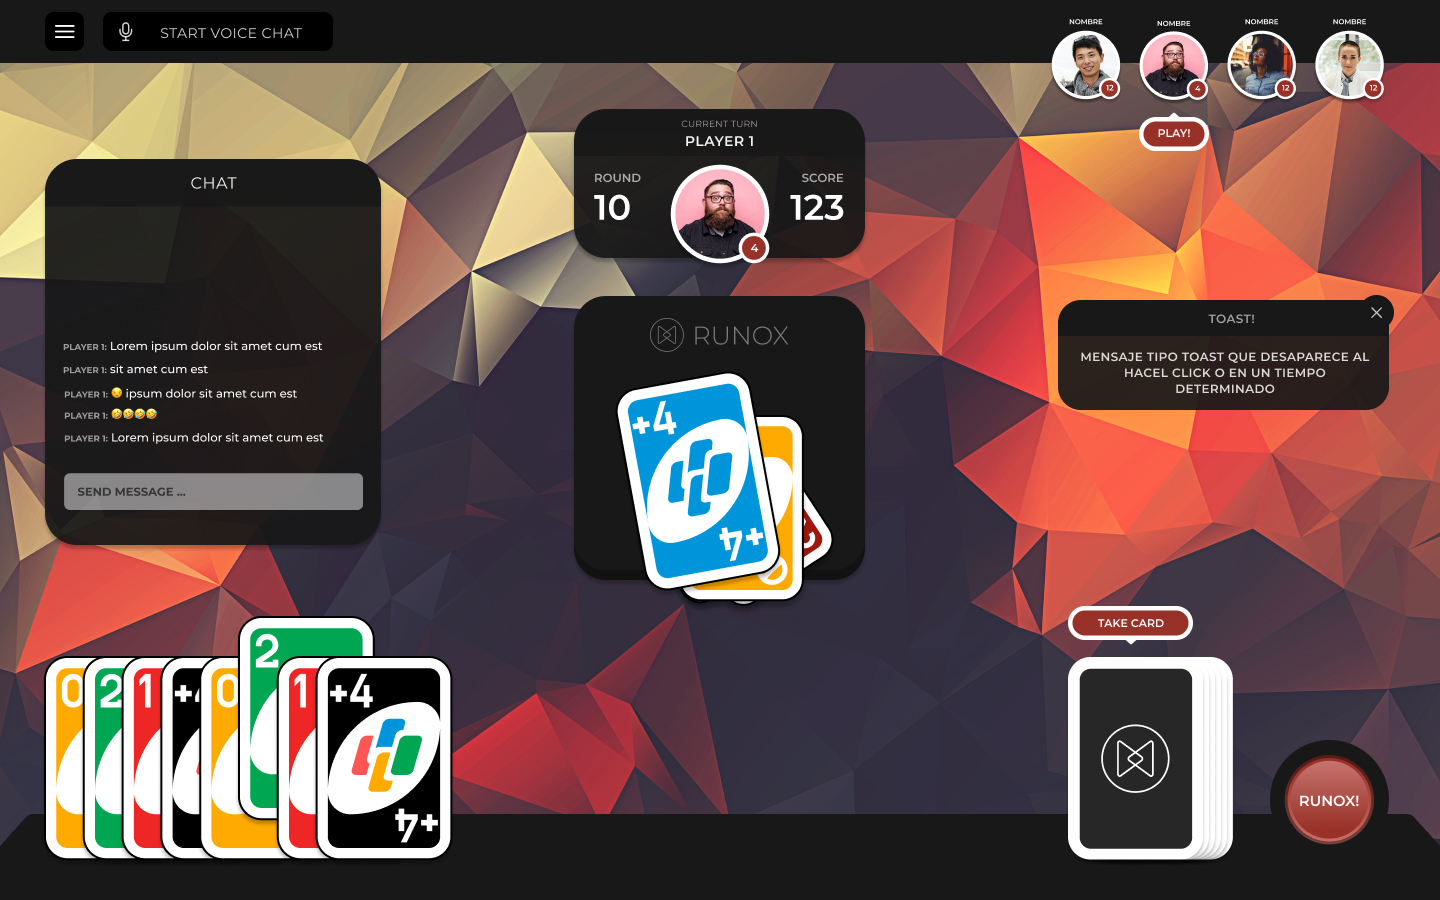 START VOICE CHAT
NOMBRE
NOMBRE
NOMBRE
NOMBRE
12
4
12
12
PLAY!
CURRENT TURN
PLAYER 1
ROUND
SCORE
10
123
4
CHAT
PLAYER 1: Lorem ipsum dolor sit amet cum est
PLAYER 1: sit amet cum est
PLAYER 1: 😒 ipsum dolor sit amet cum est
PLAYER 1: 🤣🤣🤣🤣
PLAYER 1: Lorem ipsum dolor sit amet cum est
SEND MESSAGE ...
RUNOX
+4
+4
TOAST!
MENSAJE TIPO TOAST QUE DESAPARECE AL
HACEL CLICK O EN UN TIEMPO
DETERMINADO
0
2
1
+4
0
2
1
+4
+4
TAKE CARD
RUNOX!